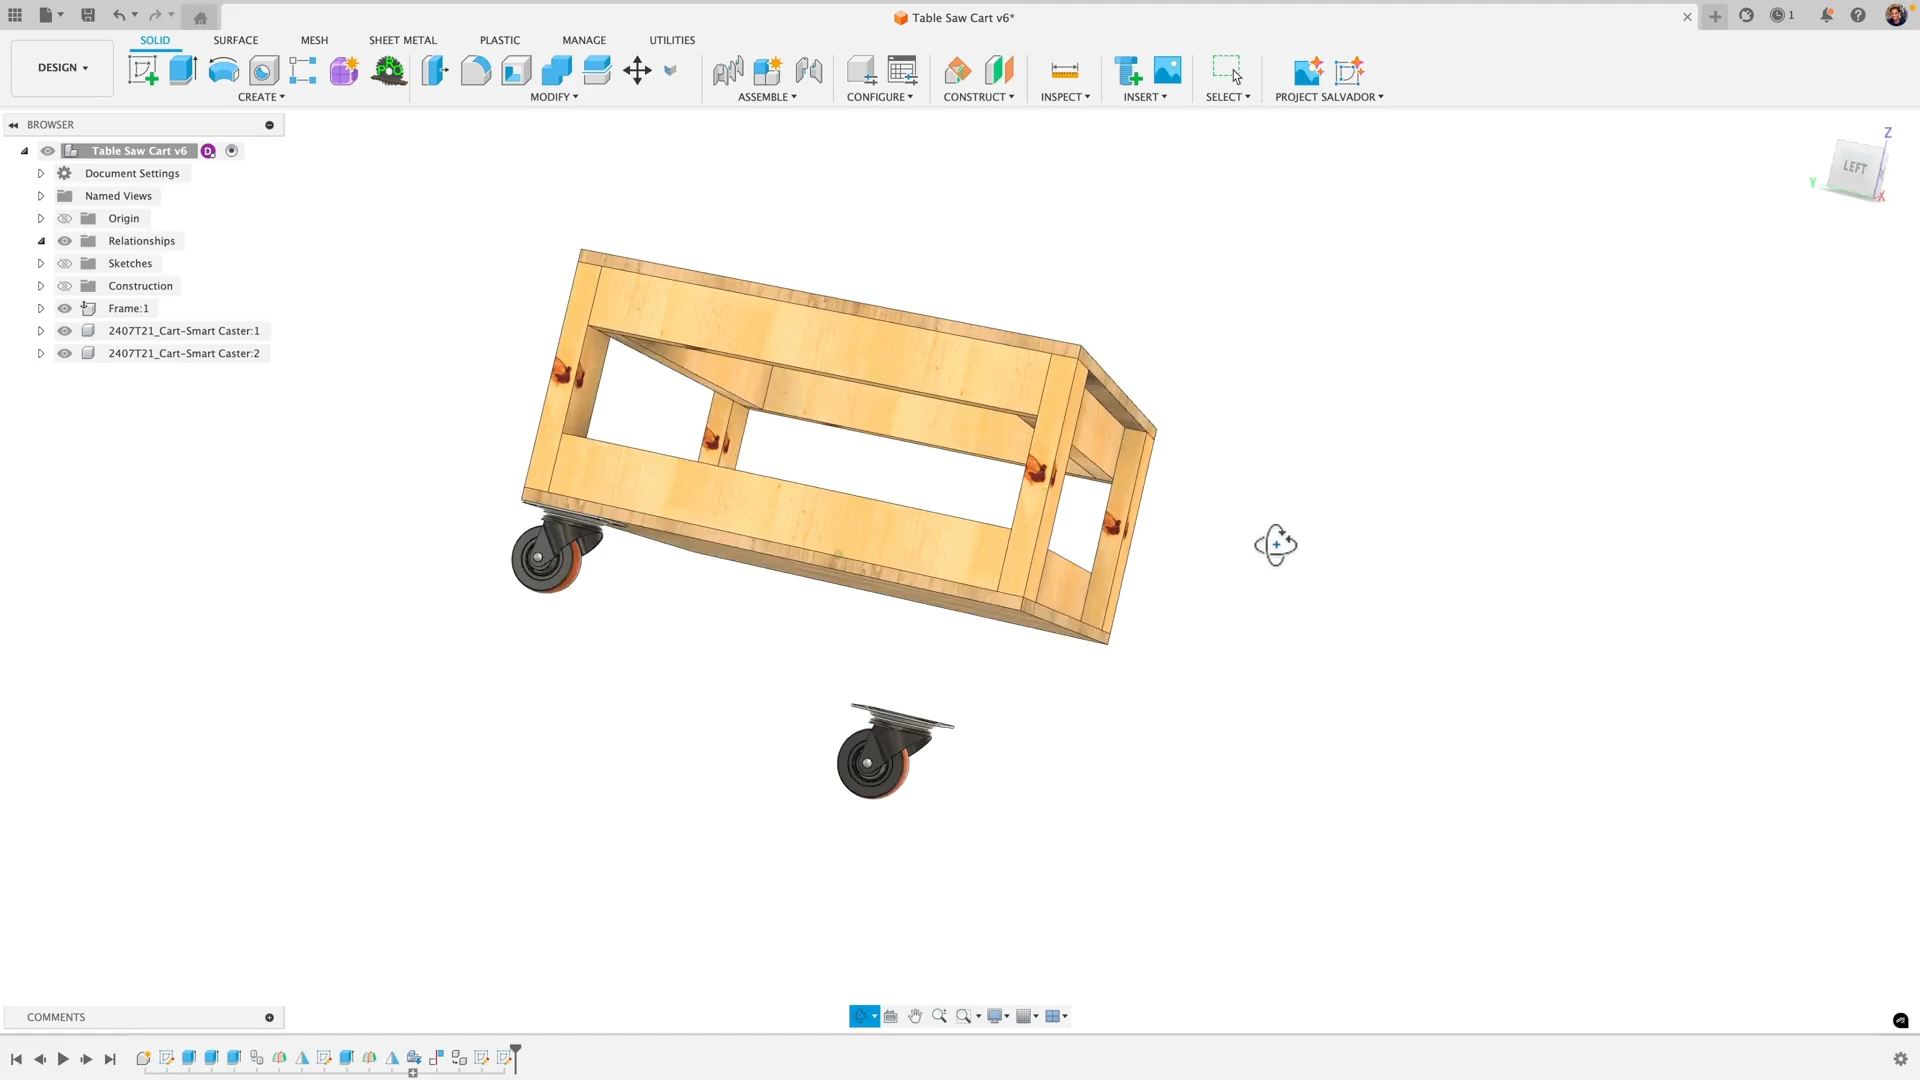 Table Saw Cart v6*
1
DESIGN
SOLID
SURFACE
MESH
SHEET METAL
PLASTIC
MANAGE
UTILITIES
CREATE
MODIFY
ASSEMBLE
CONFIGURE
CONSTRUCT
INSPECT
INSERT
SELECT
PROJECT SALVADOR
BROWSER
Table Saw Cart v6
D
Document Settings
Named Views
Origin
Relationships
Sketches
Construction
Frame:1
2407T21_Cart-Smart Caster:1
2407T21_Cart-Smart Caster:2
Z
LEFT
Y
X
COMMENTS